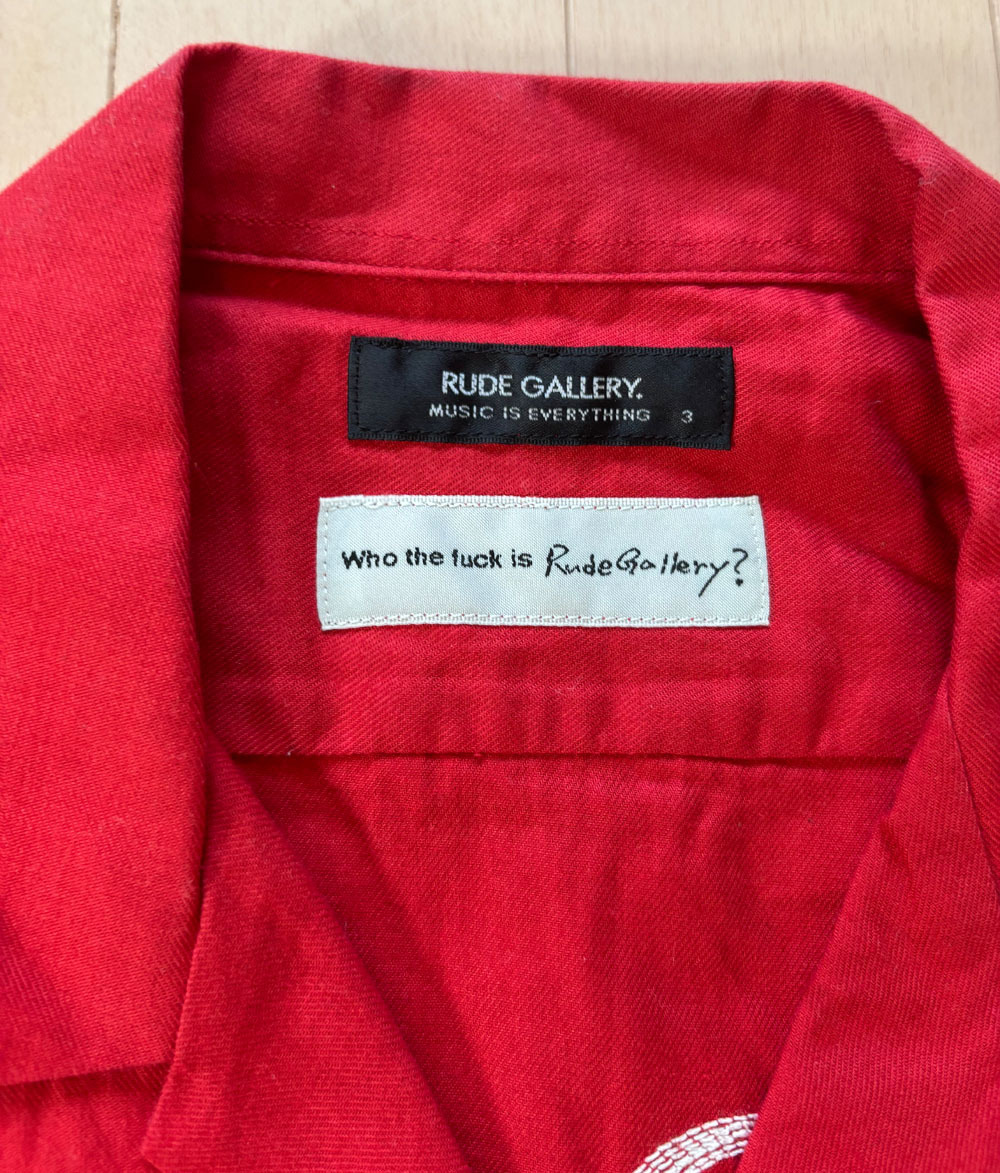 RUDE GALLERY.
MUSIC IS EVERYTHING 3
Who the fuck is RudeGallery?